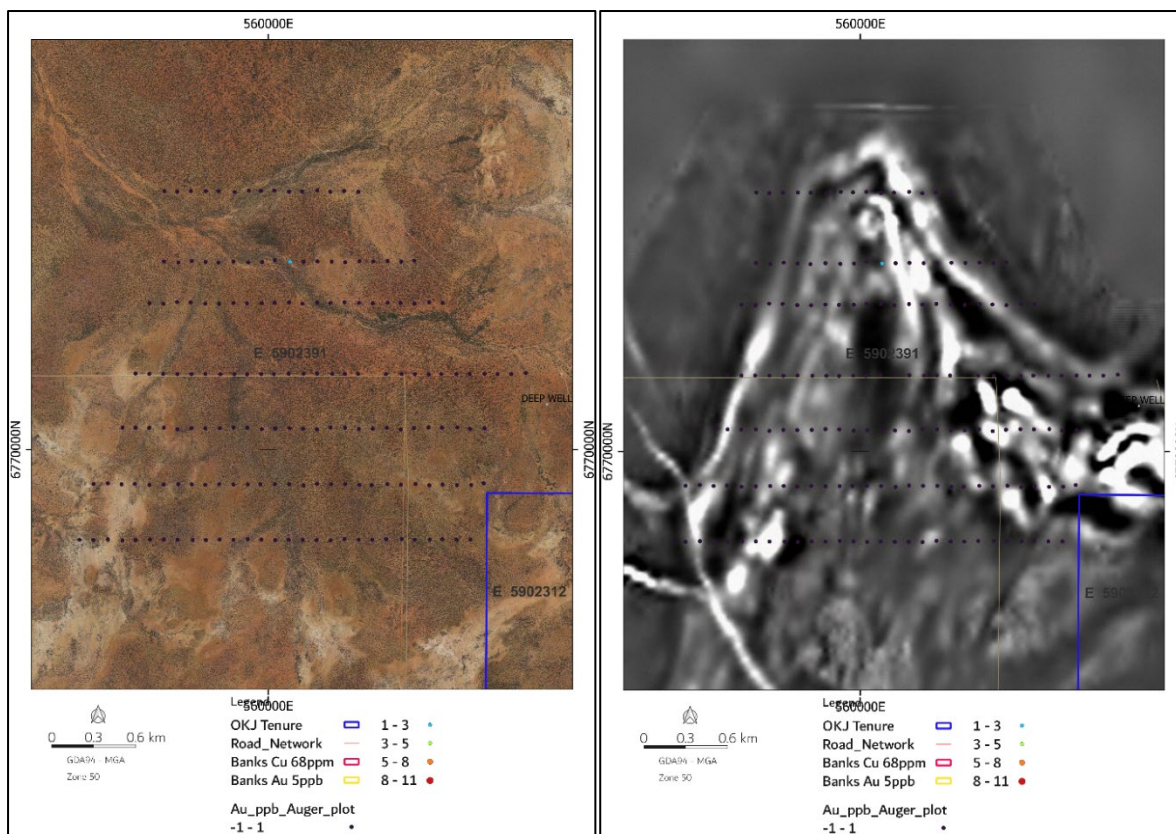 560000E
E 5902391
DEEP WELL
6770000N
6770000N
E 5902312
560000E
Legend
OKJ Tenure
1 - 3
Road_Network
3 - 5
Banks Cu 68ppm
5 - 8
Banks Au 5ppb
8 - 11
Au_ppb_Auger_plot
-1 - 1
0 0.3 0.6 km
GDA94 - MGA
Zone 50
560000E
E 5902391
DEEP WELL
6770000N
560000E
Legend
OKJ Tenure
1 - 3
Road_Network
3 - 5
Banks Cu 68ppm
5 - 8
Banks Au 5ppb
8 - 11
Au_ppb_Auger_plot
-1 - 1
0 0.3 0.6 km
GDA94 - MGA
Zone 50